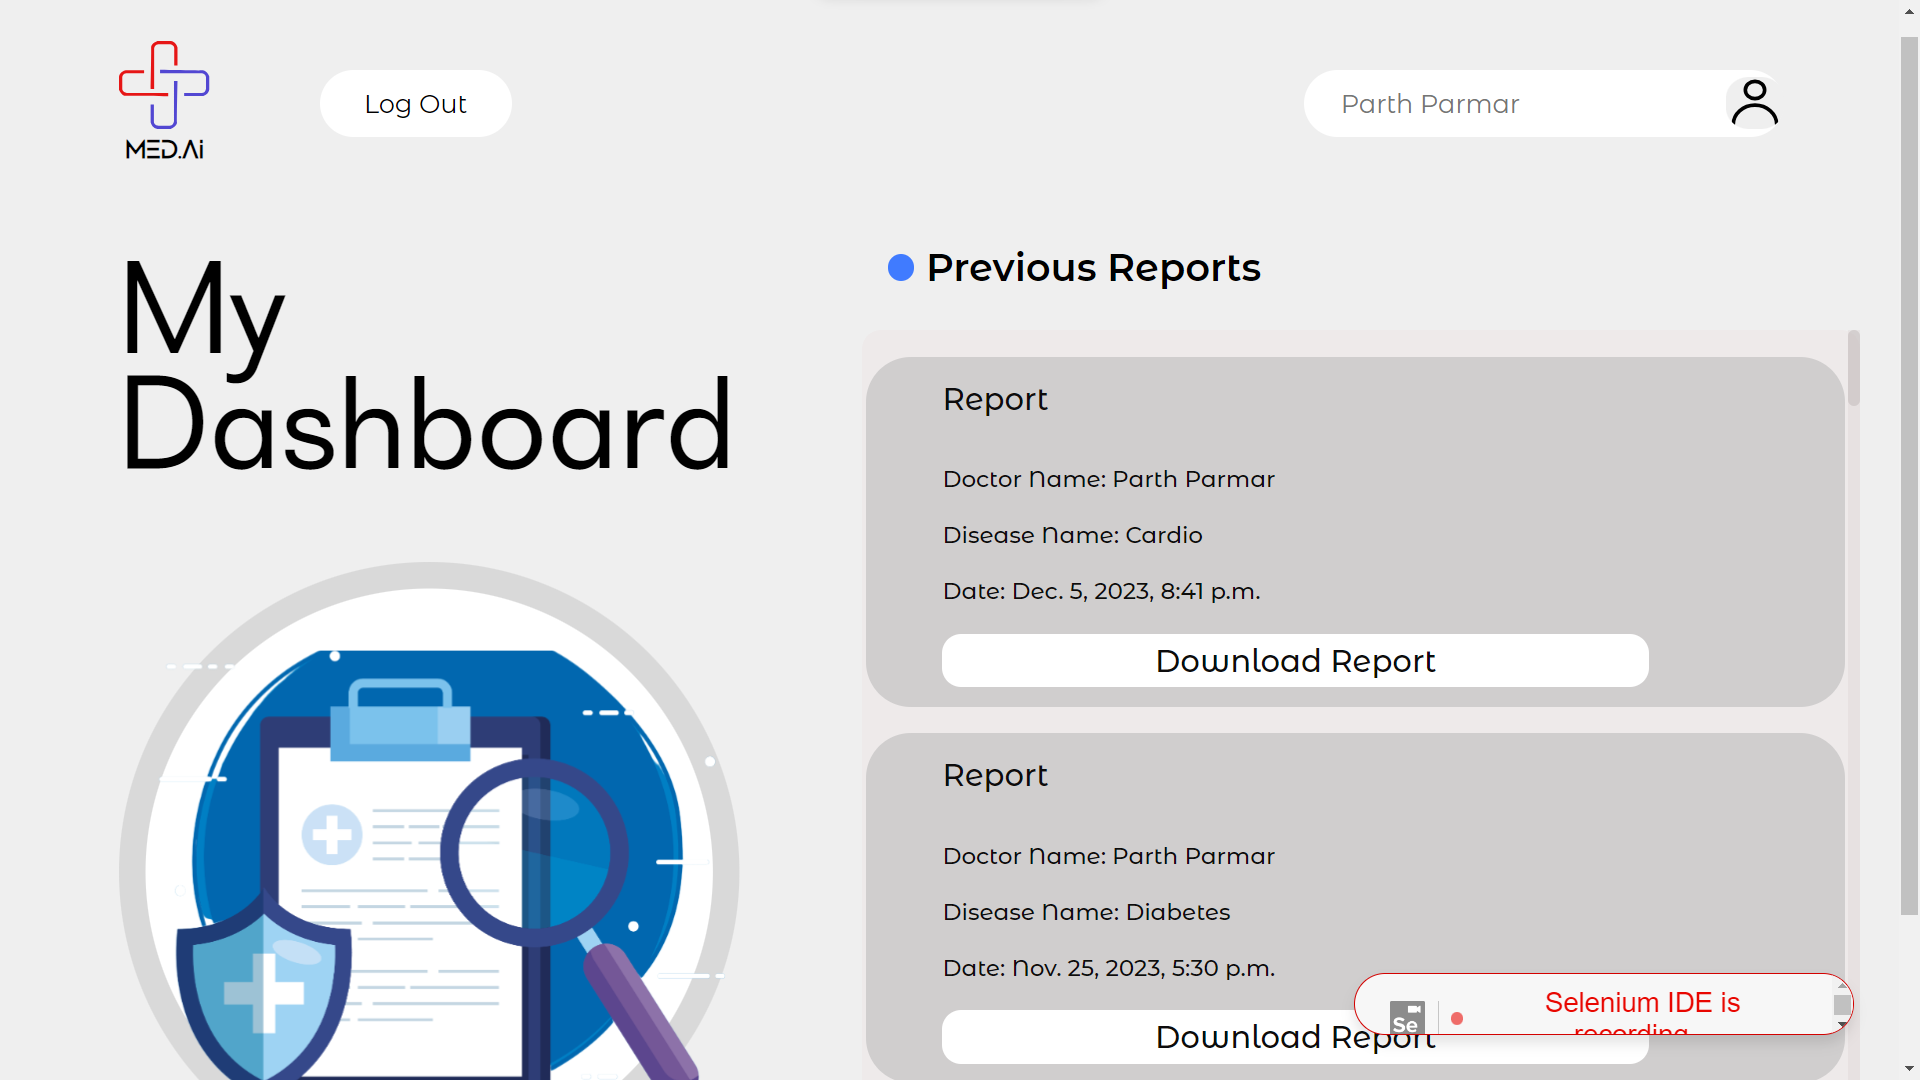 MED.Ai
Log Out
Parth Parmar
My
Dashboard
Previous Reports
Report
Doctor Name: Parth Parmar
Disease Name: Cardio
Date: Dec. 5, 2023, 8:41 p.m.
Download Report
Report
Doctor Name: Parth Parmar
Disease Name: Diabetes
Date: Nov. 25, 2023, 5:30 p.m.
Download Report
Se
Selenium IDE is
recording